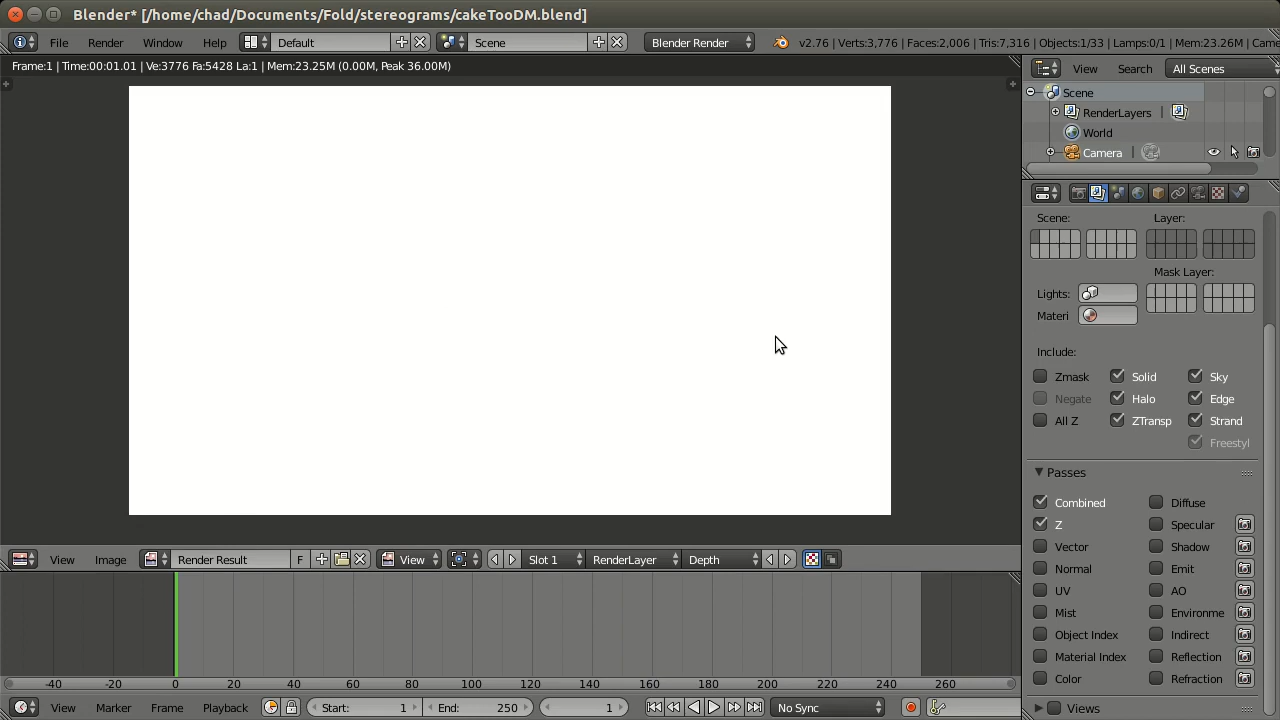 Blender* [/home/chad/Documents/Fold/stereograms/cakeTooDM.blend]
File Render Window Help Default Scene Blender Render v2.76 | Verts:3,776 | Faces:2,006 | Tris:7,316 | Objects:1/33 | Lamps:0/1 | Mem:23.26M | Came
Frame:1 | Time:00:01.01 | Ve:3776 Fa:5428 La:1 | Mem:23.25M (0.00M, Peak 36.00M)
View Search All Scenes
Scene
RenderLayers |
World
Camera |
Scene: Layer:
Mask Layer:
Lights:
Materi
Include:
Zmask Solid Sky
Negate Halo Edge
All Z ZTransp Strand
Freestyl
Passes
Combined Diffuse
Z Specular
Vector Shadow
Normal Emit
UV AO
Mist Environme
Object Index Indirect
Material Index Reflection
Color Refraction
Views
View Image Render Result F View Slot 1 RenderLayer Depth
-40 -20 0 20 40 60 80 100 120 140 160 180 200 220 240 260
View Marker Frame Playback Start: 1 End: 250 1 No Sync